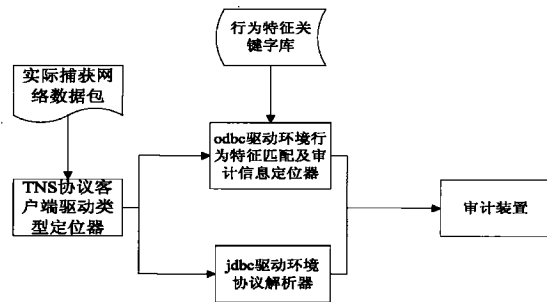 行为特征关
键字库
实际捕获网
络数据包
odbc驱动环境行
为特征匹配及审
计信息定位器
TNS协议客
户端驱动类
型定位器
审计装置
jdbc驱动环境
协议解析器